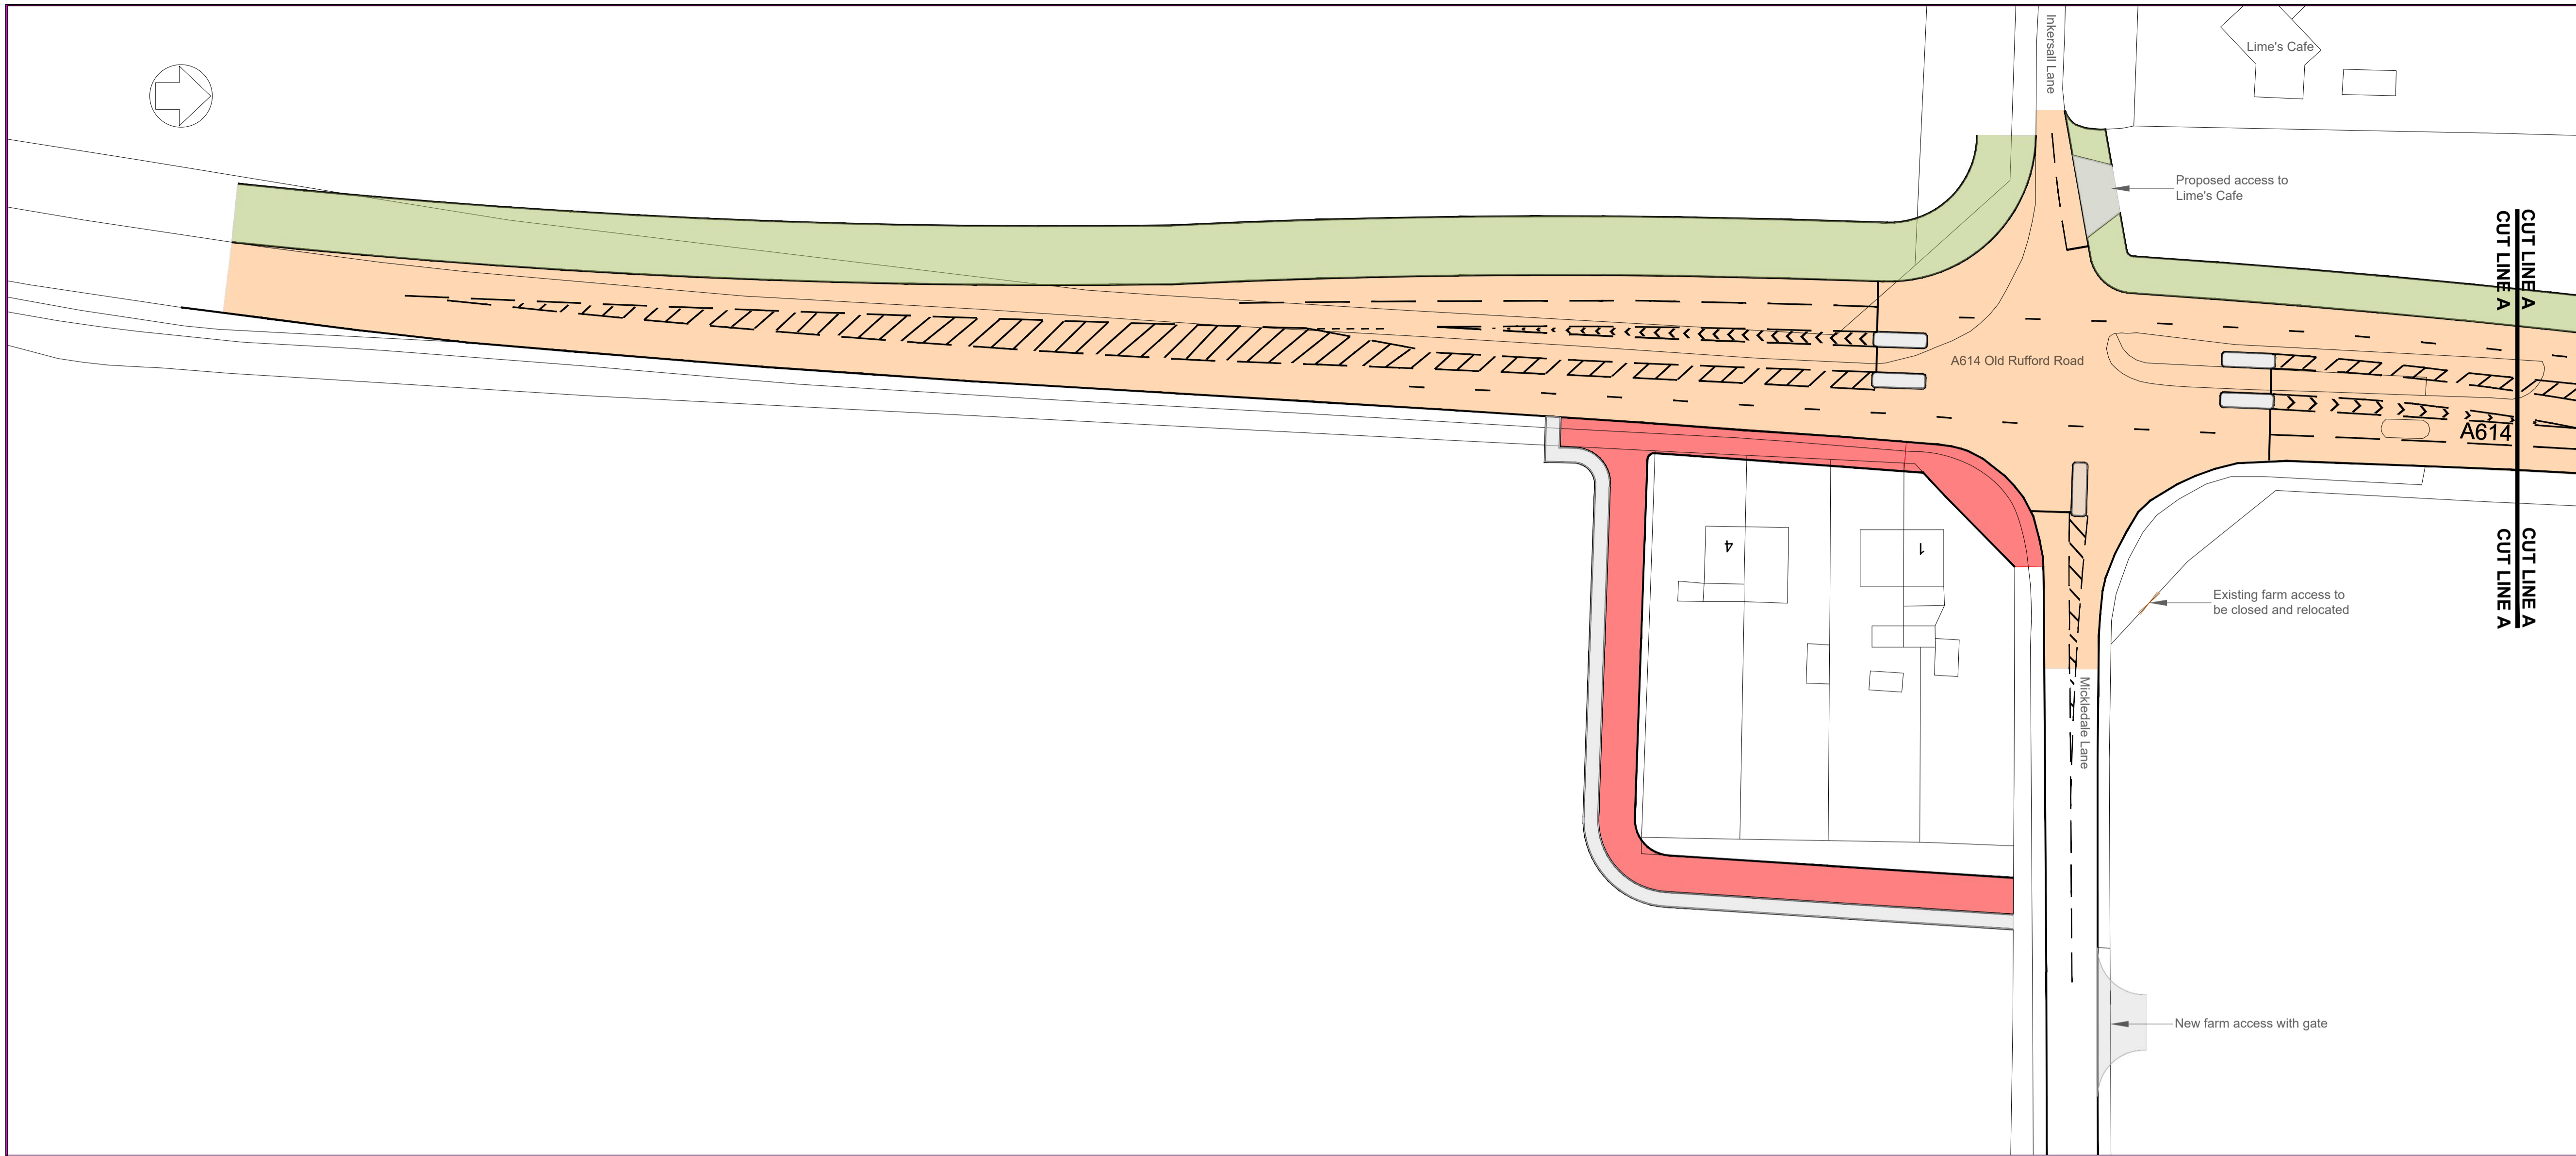 Inkersall Lane
Lime's Cafe
Proposed access to
Lime's Cafe
CUT LINE A
CUT LINE A
A614 Old Rufford Road
A614
4
1
CUT LINE A
CUT LINE A
Existing farm access to
be closed and relocated
Mickledale Lane
New farm access with gate